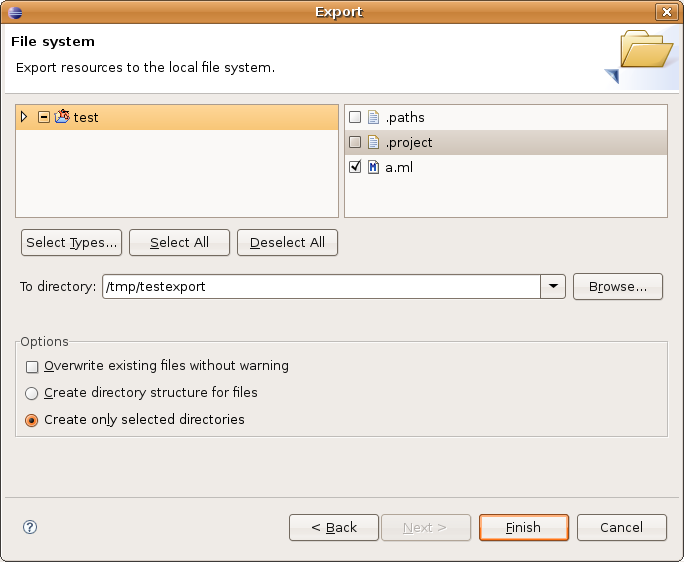 Export
File system
Export resources to the local file system.
test
.paths
.project
a.ml
Select Types... Select All Deselect All
To directory: /tmp/testexport Browse...
Options
Overwrite existing files without warning
Create directory structure for files
Create only selected directories
< Back Next > Finish Cancel